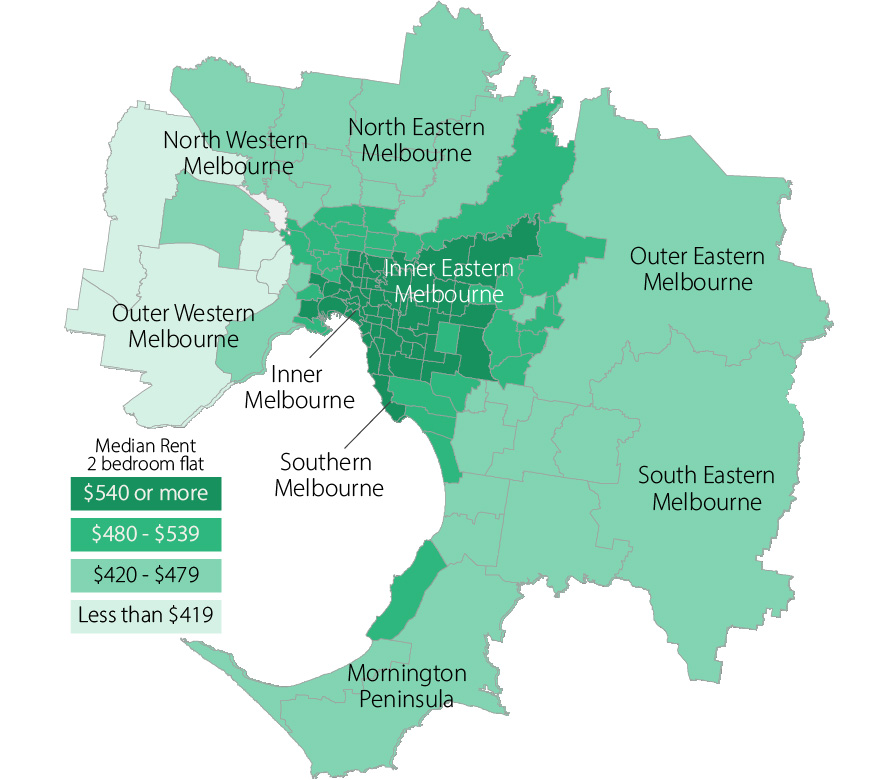 North Western
Melbourne
North Eastern
Melbourne
Inner Eastern
Melbourne
Outer Eastern
Melbourne
Outer Western
Melbourne
Inner
Melbourne
Southern
Melbourne
South Eastern
Melbourne
Mornington
Peninsula
Median Rent
2 bedroom flat
$540 or more
$480 - $539
$420 - $479
Less than $419